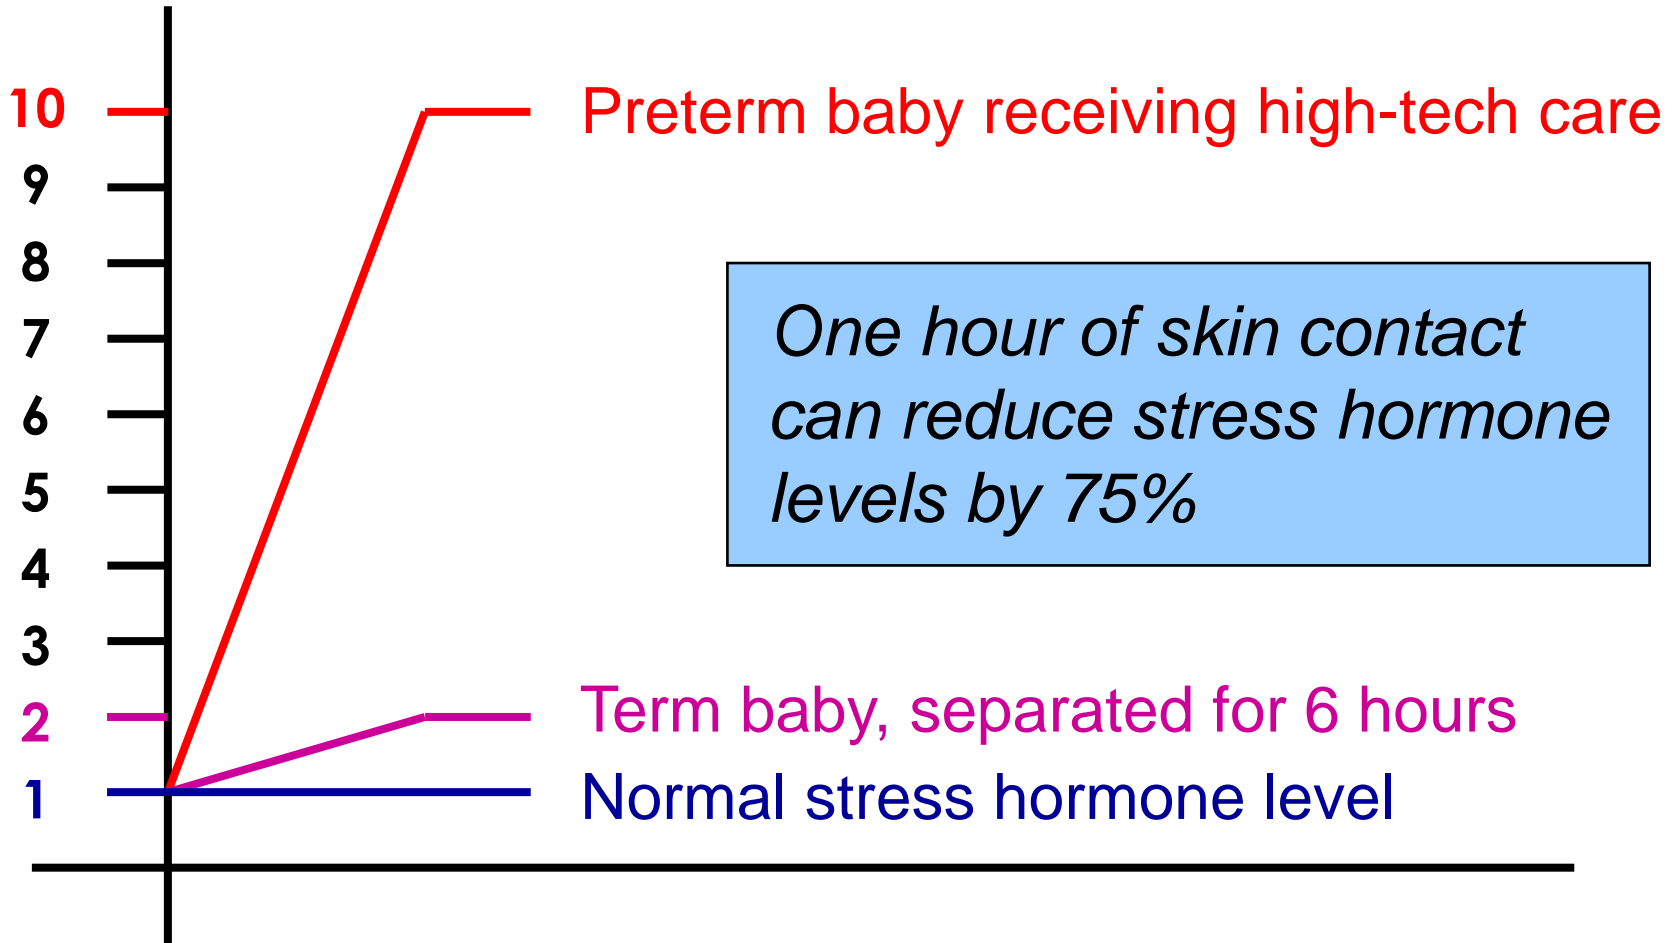 10
Preterm baby receiving high-tech care
9
8
7
6
5
4
3
2
1
One hour of skin contact
can reduce stress hormone
levels by 75%
Term baby, separated for 6 hours
Normal stress hormone level